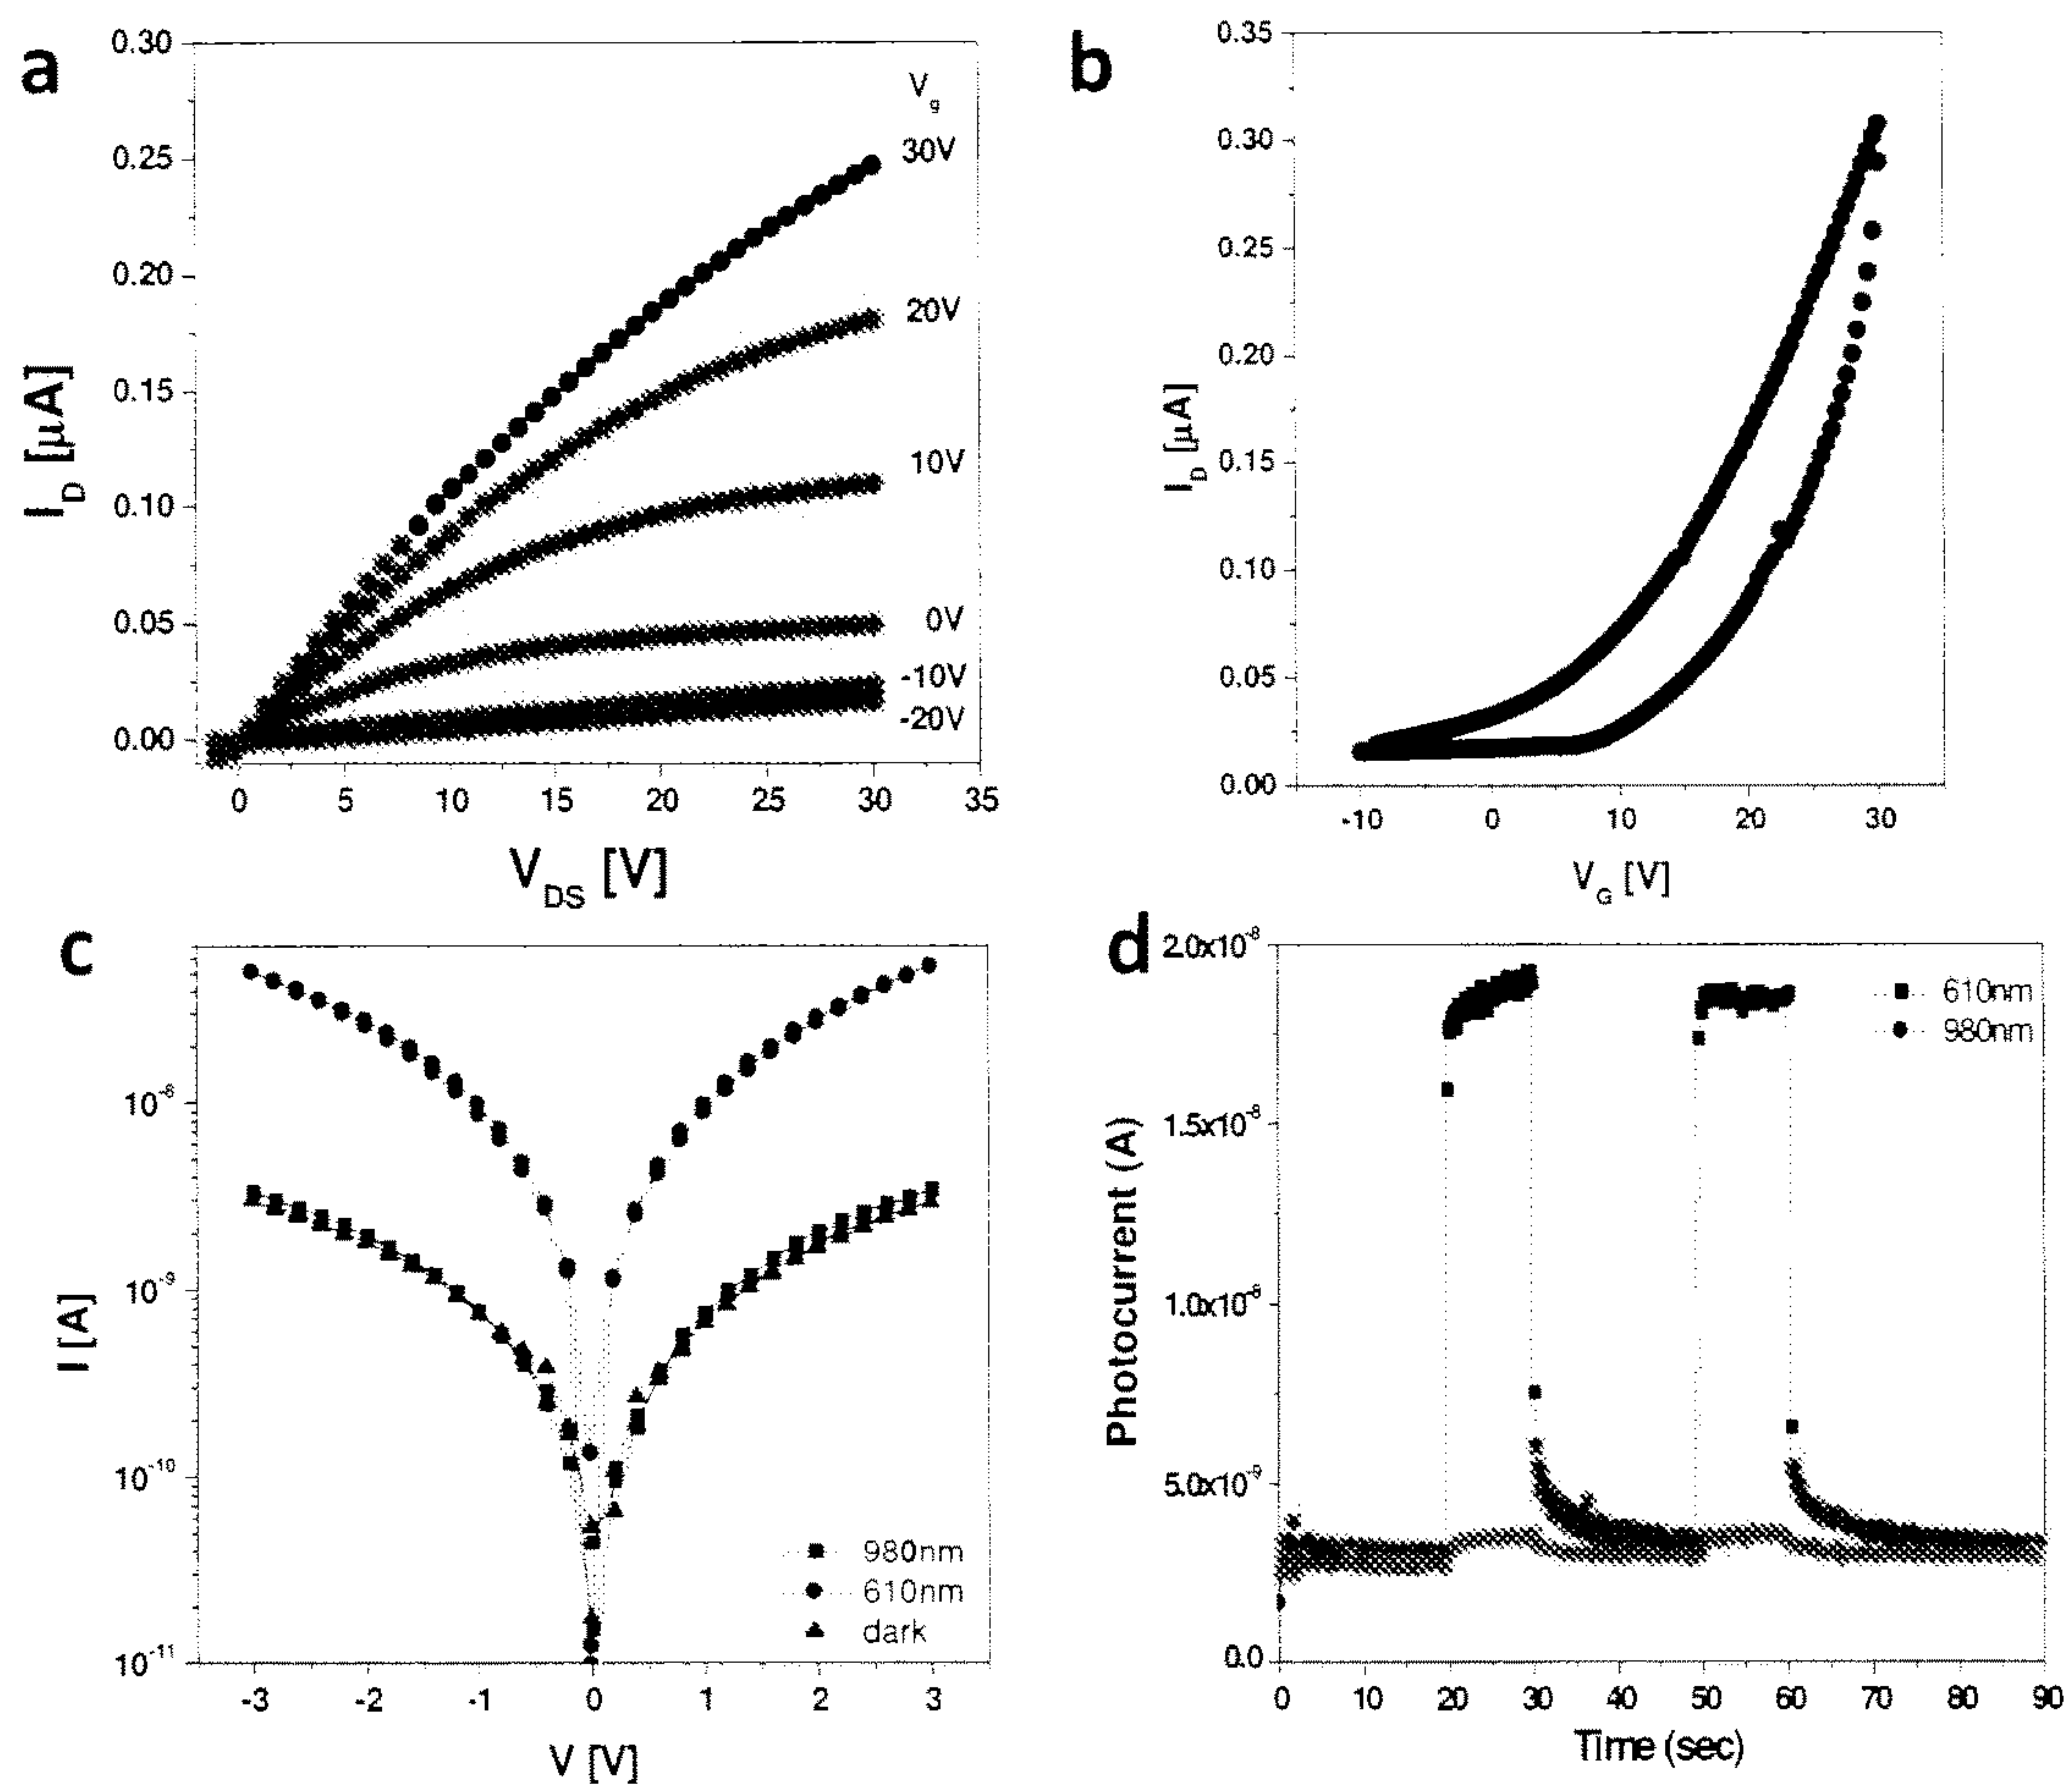 a
0.30
0.25
0.20
0.15
0.10
0.05
0.00
I_D [μA]
V_g
30V
20V
10V
0V
-10V
-20V
0 5 10 15 20 25 30 35
V_DS [V]
b
0.35
0.30
0.25
0.20
0.15
0.10
0.05
0.00
I_D [μA]
-10 0 10 20 30
V_G [V]
c
10^-8
10^-9
10^-10
10^-11
I [A]
980nm
610nm
dark
-3 -2 -1 0 1 2 3
V [V]
d
2.0x10^-8
1.5x10^-8
1.0x10^-8
5.0x10^-9
0.0
Photocurrent (A)
610nm
980nm
0 10 20 30 40 50 60 70 80 90
Time (sec)